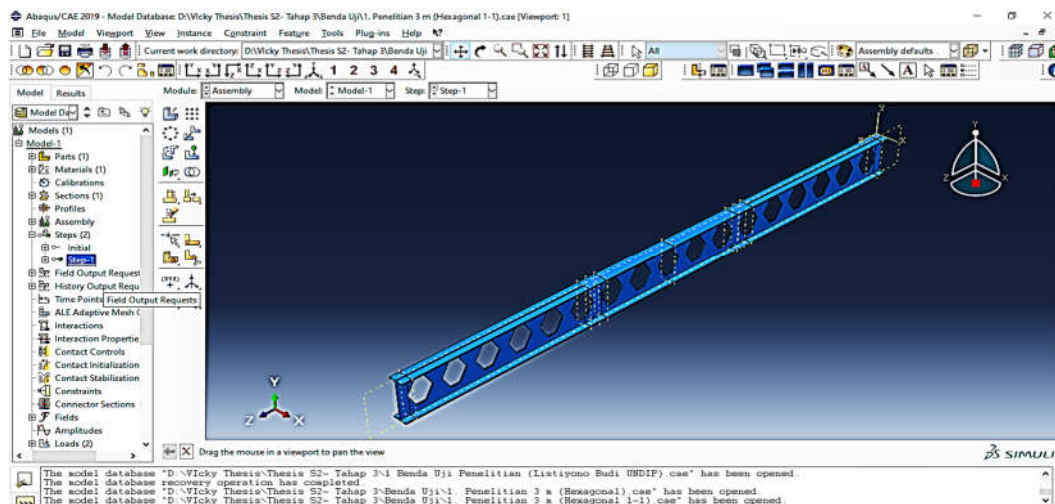 Abaqus/CAE 2019 - Model Database: D:\VIcky Thesis\Thesis S2- Tahap 3\Benda Uji\1. Penelitian 3 m (Hexagonal 1-1).cae [Viewport: 1]
File Model Viewport View Instance Constraint Feature Tools Plug-ins Help
Current work directory: D:\VIcky Thesis\Thesis S2- Tahap 3\Benda Uji
All
Assembly defaults
1 2 3 4
A
Model Results
Module: Assembly Model: Model-1 Step: Step-1
Model Da
Models (1)
Model-1
Parts (1)
Materials (1)
Calibrations
Sections (1)
Profiles
Assembly
Steps (2)
Initial
Step-1
Field Output Request
History Output Requ
Time Points
Field Output Requests
ALE Adaptive Mesh C
Interactions
Interaction Propertie
Contact Controls
Contact Initialization
Contact Stabilization
Constraints
Connector Sections
Fields
Amplitudes
Loads (2)
Y
Z X
Y
Z X
Drag the mouse in a viewport to pan the view
SIMULI
The model database "D:\VIcky Thesis\Thesis S2- Tahap 3\1 Benda Uji Penelitian (Listiyono Budi UNDIP).cae" has been opened.
The model database recovery operation has completed.
The model database "D:\VIcky Thesis\Thesis S2- Tahap 3\Benda Uji\1. Penelitian 3 m (Hexagonal).cae" has been opened.
The model database "D:\VIcky Thesis\Thesis S2- Tahap 3\Benda Uji\1. Penelitian 3 m (Hexagonal 1-1).cae" has been opened.